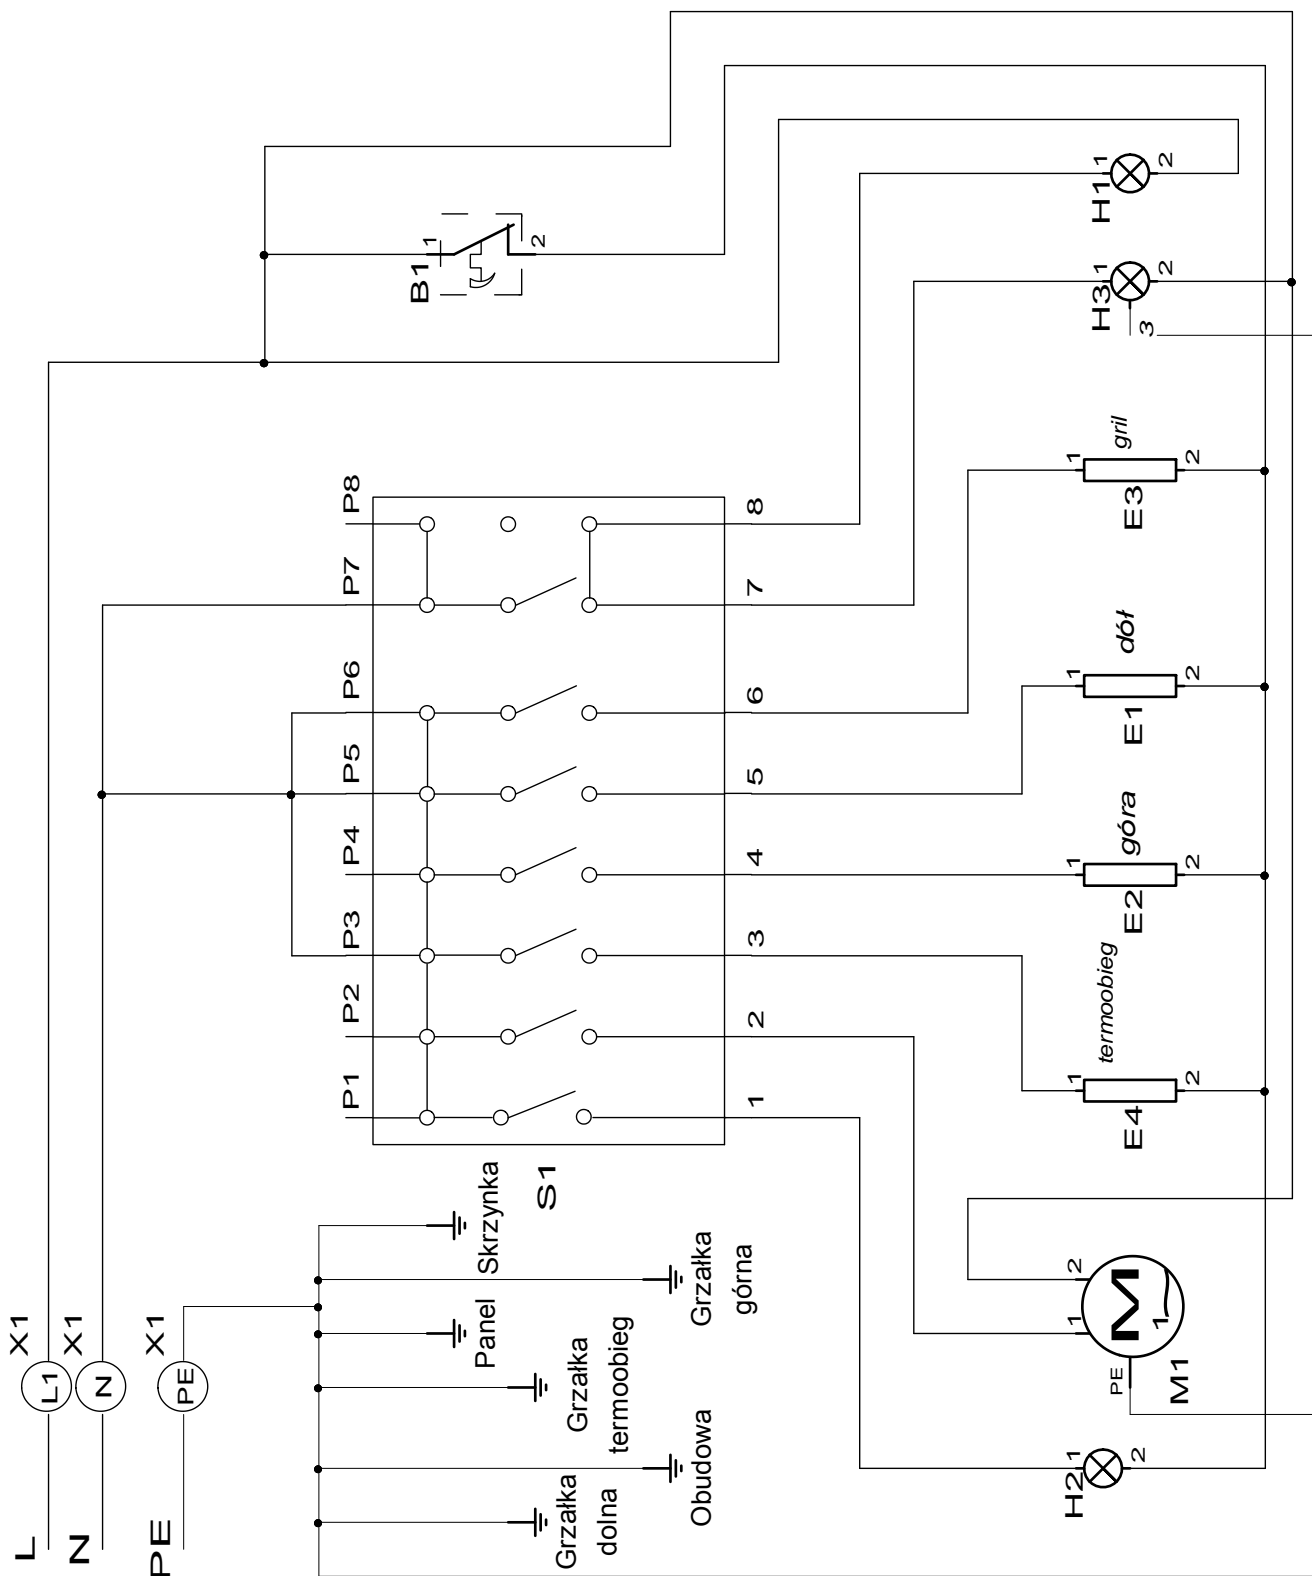 L X1
L1
N X1
N
PE X1
PE
P1 P2 P3 P4 P5 P6 P7 P8
B1 1
2
Panel
Skrzynka
S1
Grzałka
dolna
Grzałka
termoobieg
Obudowa
Grzałka
górna
1 2 3 4 5 6 7 8
H2 1
2
M1
PE
1 2
M
1
E4 1
2
termoobieg
E2 1
2
góra
E1 1
2
dół
E3 1
2
gril
H3 1
2
3
H1 1
2